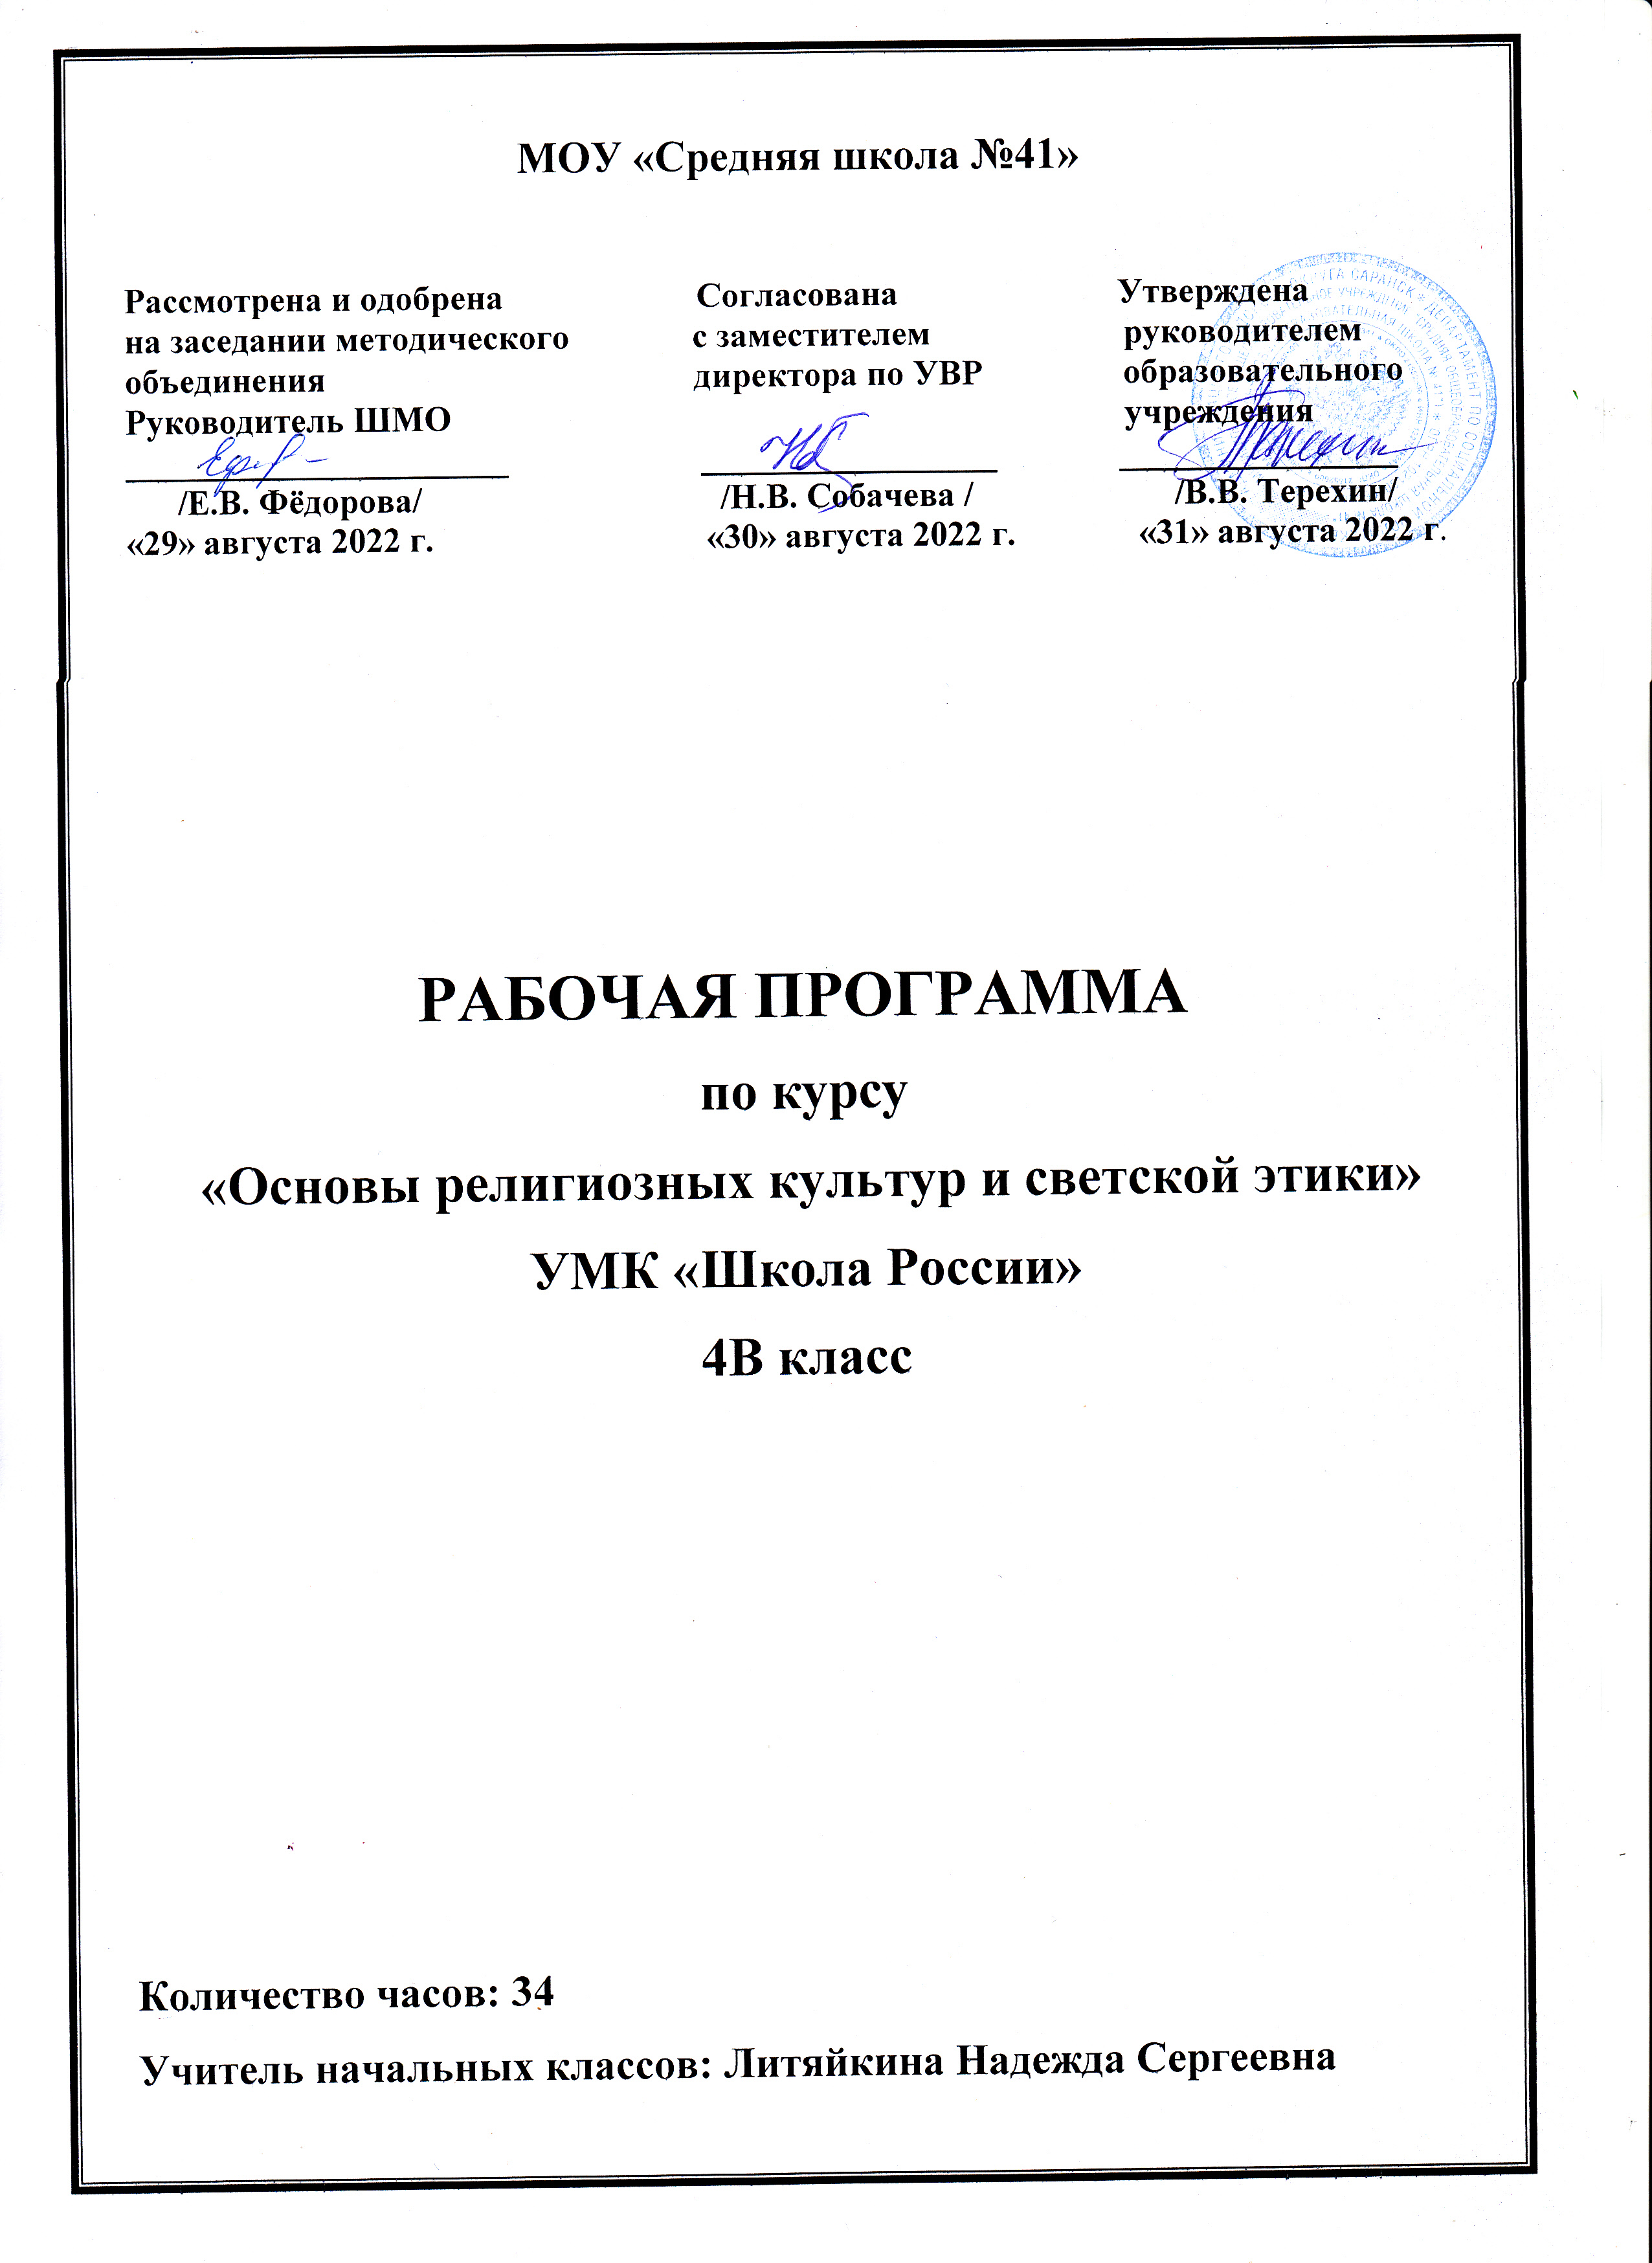 МОУ «Средняя школа №41»
Рассмотрена и одобрена
на заседании методического
объединения
Руководитель ШМО
/Е.В. Фёдорова/
«29» августа 2022 г.
Согласована
с заместителем
директора по УВР
/Н.В. Собачева /
«30» августа 2022 г.
Утверждена
руководителем
образовательного
учреждения
/В.В. Терехин/
«31» августа 2022 г.
РАБОЧАЯ ПРОГРАММА
по курсу
«Основы религиозных культур и светской этики»
УМК «Школа России»
4В класс
Количество часов: 34
Учитель начальных классов: Литяйкина Надежда Сергеевна